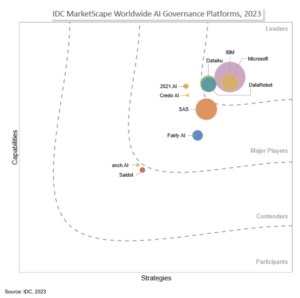 IDC MarketScape Worldwide AI Governance Platforms, 2023
Leaders
IBM
Dataiku
Microsoft
2021.AI
DataRobot
Credo AI
SAS
Fairly AI
Major Players
anch.AI
Saidot
Contenders
Participants
Capabilities
Strategies
Source: IDC, 2023